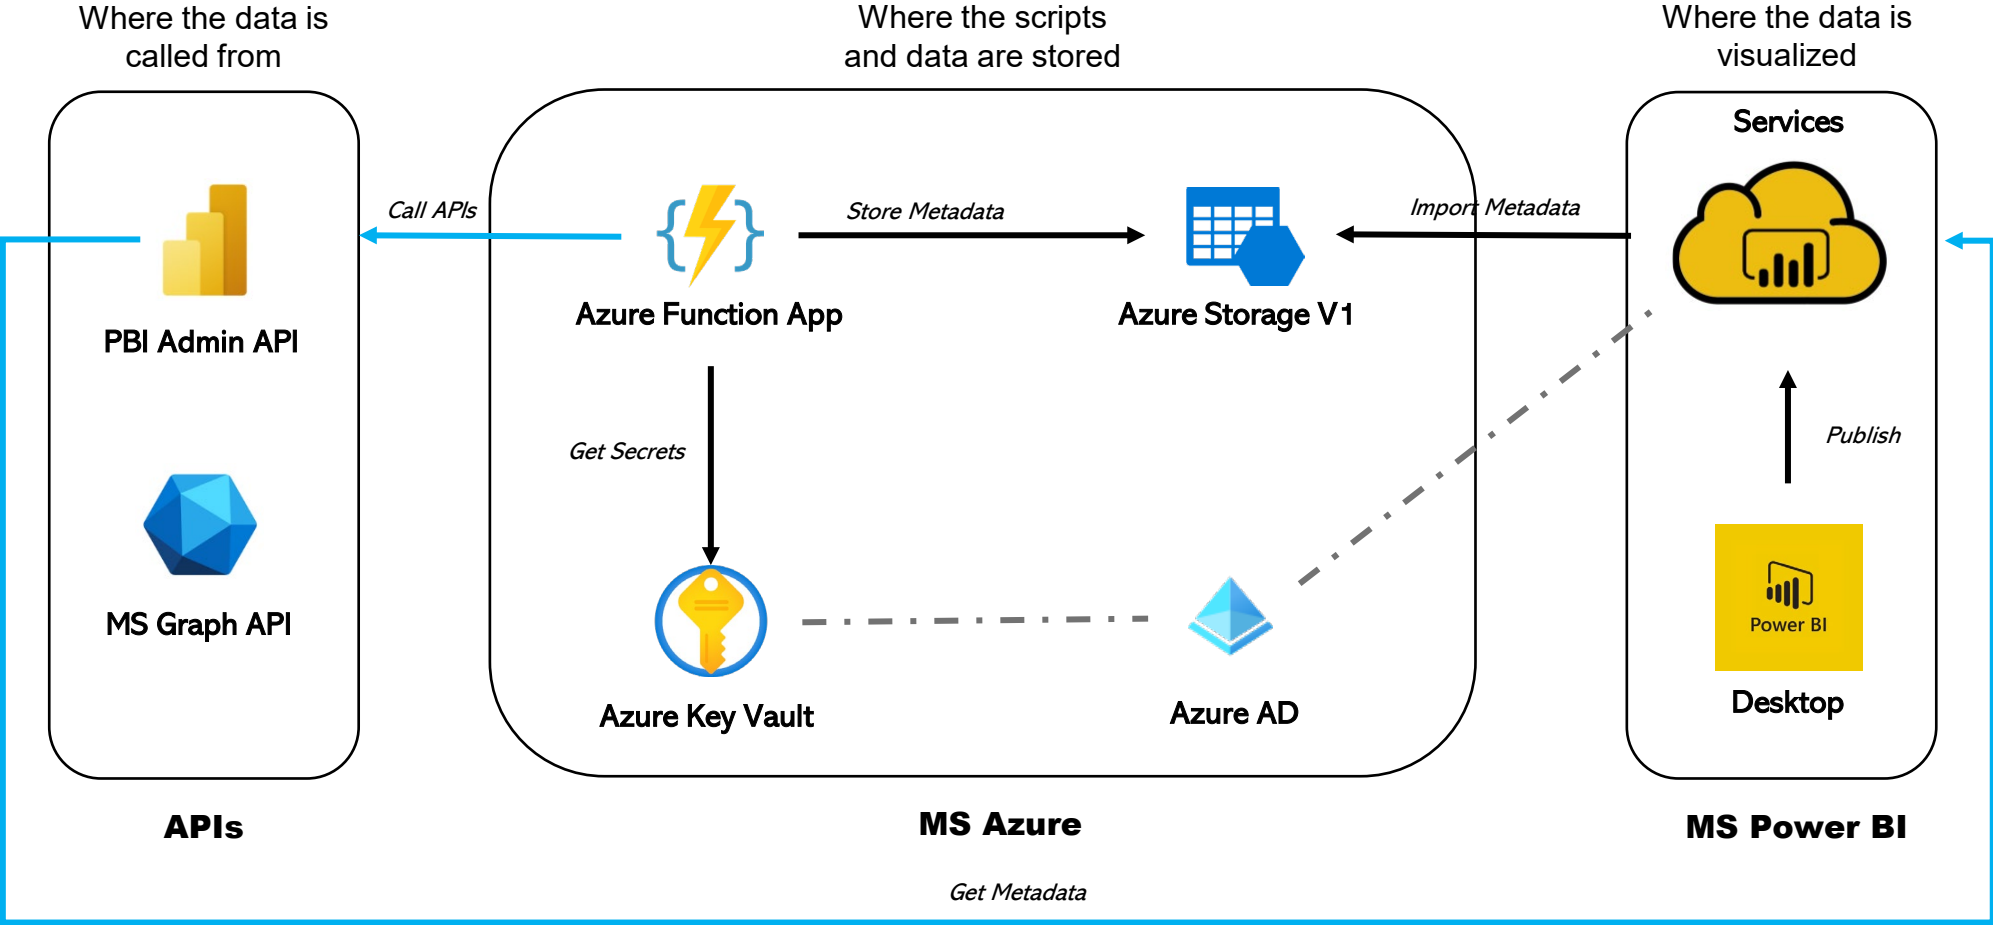 Where the data is
called from
Where the scripts
and data are stored
Where the data is
visualized
Services
Call APIs
Store Metadata
Import Metadata
Azure Function App
Azure Storage V1
PBI Admin API
Get Secrets
Publish
MS Graph API
Power BI
Azure Key Vault
Azure AD
Desktop
APIs
MS Azure
MS Power BI
Get Metadata